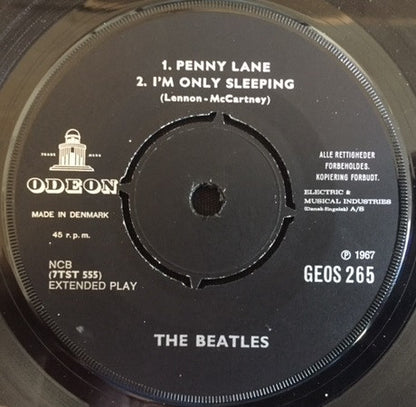 1. PENNY LANE
2. I'M ONLY SLEEPING
(Lennon-McCartney)
TRADE MARK
ODEON
MADE IN DENMARK
45 r.p.m.
NCB
(7TST 555)
EXTENDED PLAY
ALLE RETTIGHEDER
FORBEHOLDES.
KOPIERING FORBUDT.
ELECTRIC &
MUSICAL INDUSTRIES
(Dansk-Engelsk) A/S
℗ 1967
GEOS 265
THE BEATLES